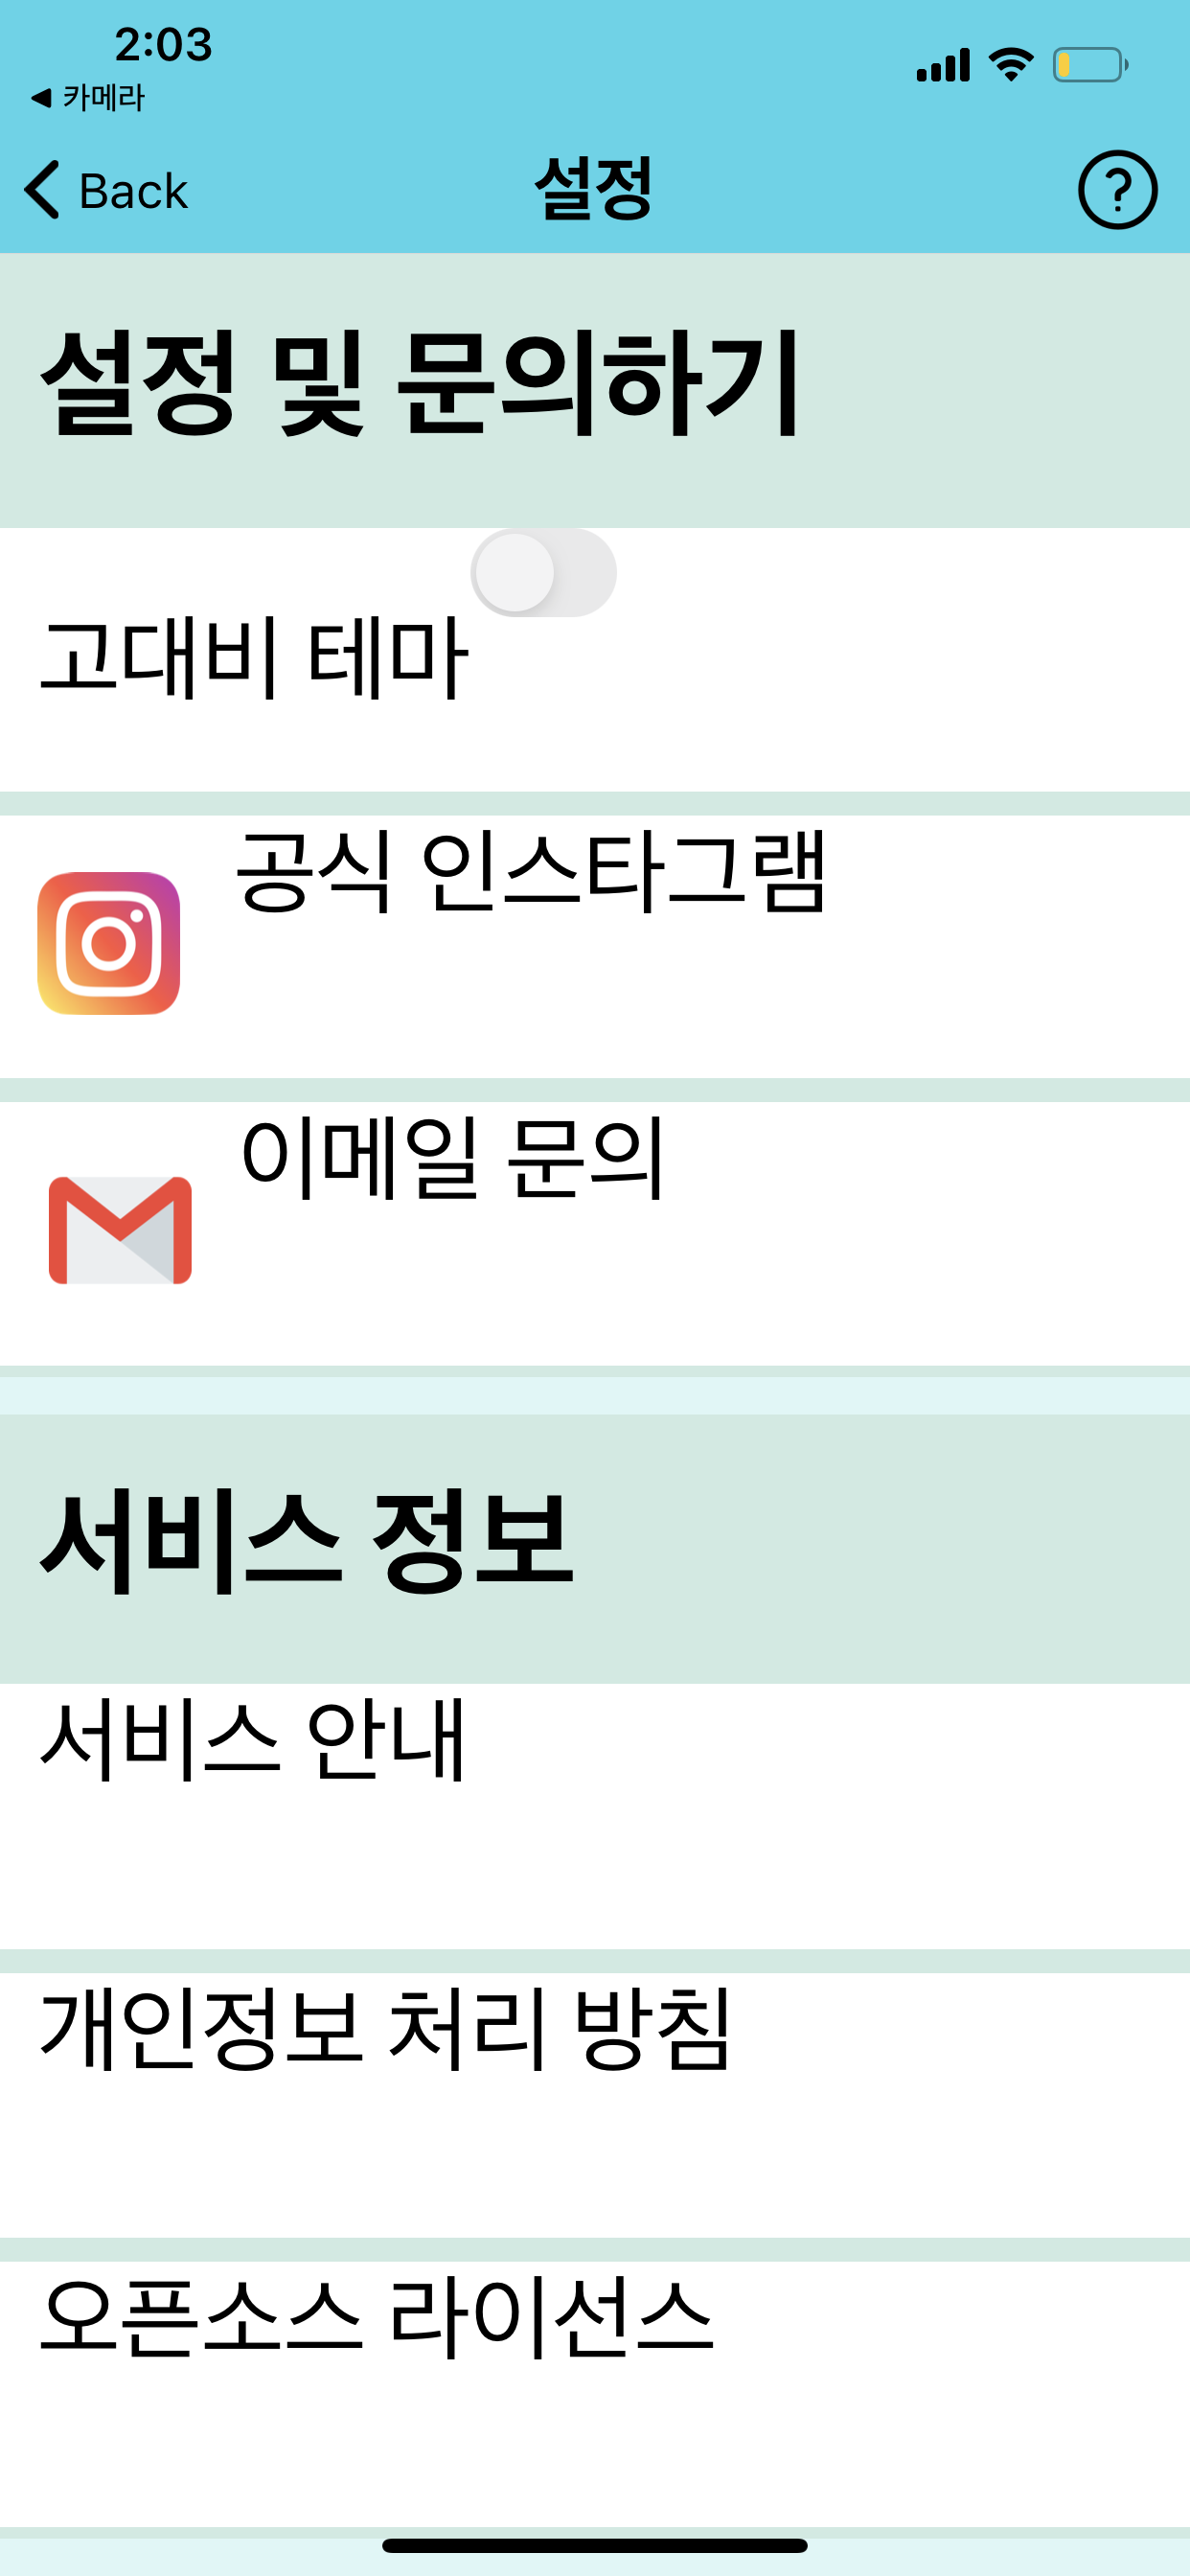 2:03
◀ 카메라
Back
설정
?
설정 및 문의하기
고대비 테마
공식 인스타그램
이메일 문의
서비스 정보
서비스 안내
개인정보 처리 방침
오픈소스 라이선스